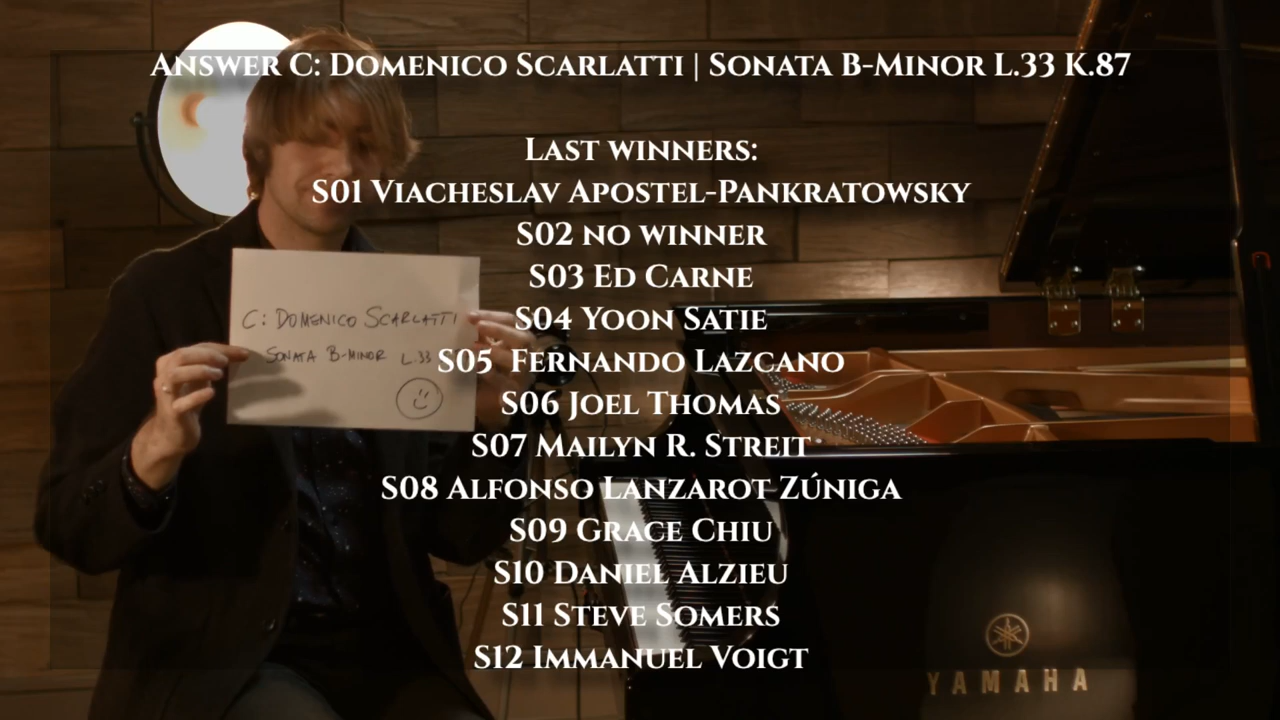 Answer C: Domenico Scarlatti | Sonata B-Minor L.33 K.87
Last winners:
S01 Viacheslav Apostel-Pankratowsky
S02 no winner
S03 Ed Carne
S04 Yoon Satie
S05 Fernando Lazcano
S06 Joel Thomas
S07 Mailyn R. Streit
S08 Alfonso Lanzarot Zúniga
S09 Grace Chiu
S10 Daniel Alzieu
S11 Steve Somers
S12 Immanuel Voigt
C: Domenico Scarlatti
Sonata B-Minor L.33
YAMAHA